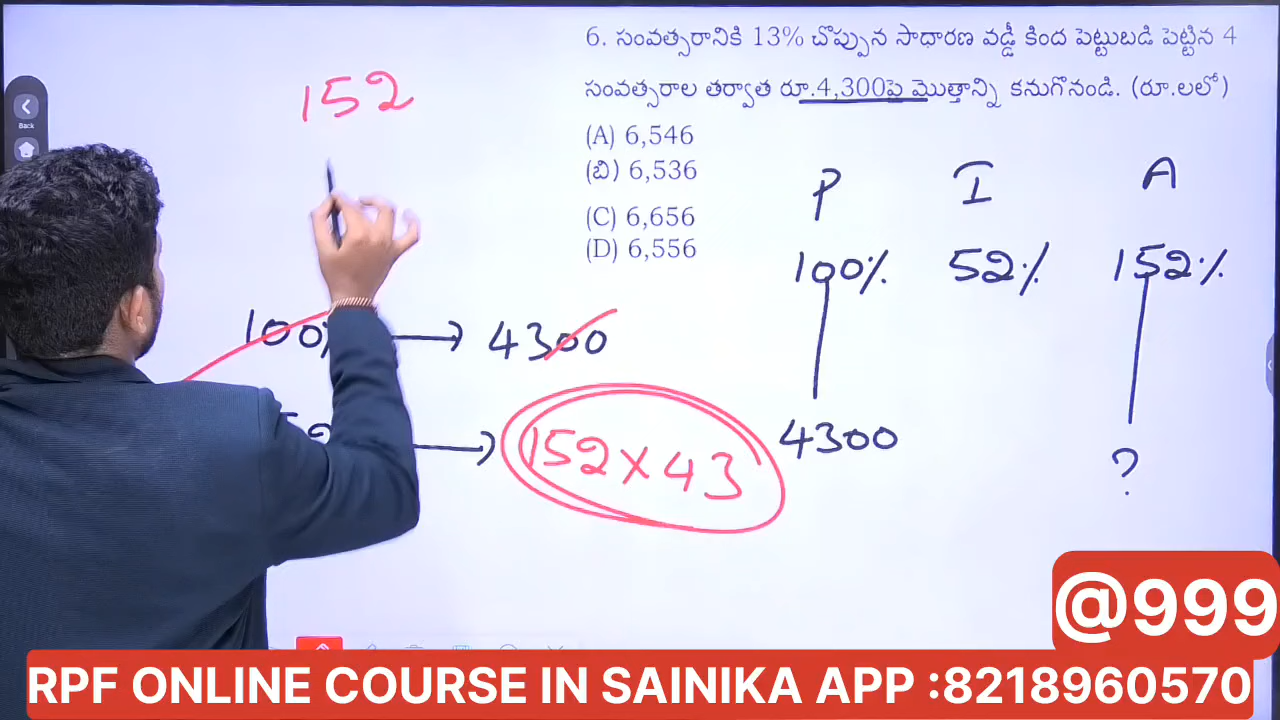 6. సంవత్సరానికి 13% చొప్పున సాధారణ వడ్డీ కింద పెట్టుబడి పెట్టిన 4
సంవత్సరాల తర్వాత రూ.4,300పై మొత్తాన్ని కనుగొనండి. (రూ.లలో)
(A) 6,546
(బి) 6,536
(C) 6,656
(D) 6,556
152
P I A
100% 52% 152%
100% → 4300
→ 152×43
4300 ?
Back
@999
RPF ONLINE COURSE IN SAINIKA APP :8218960570